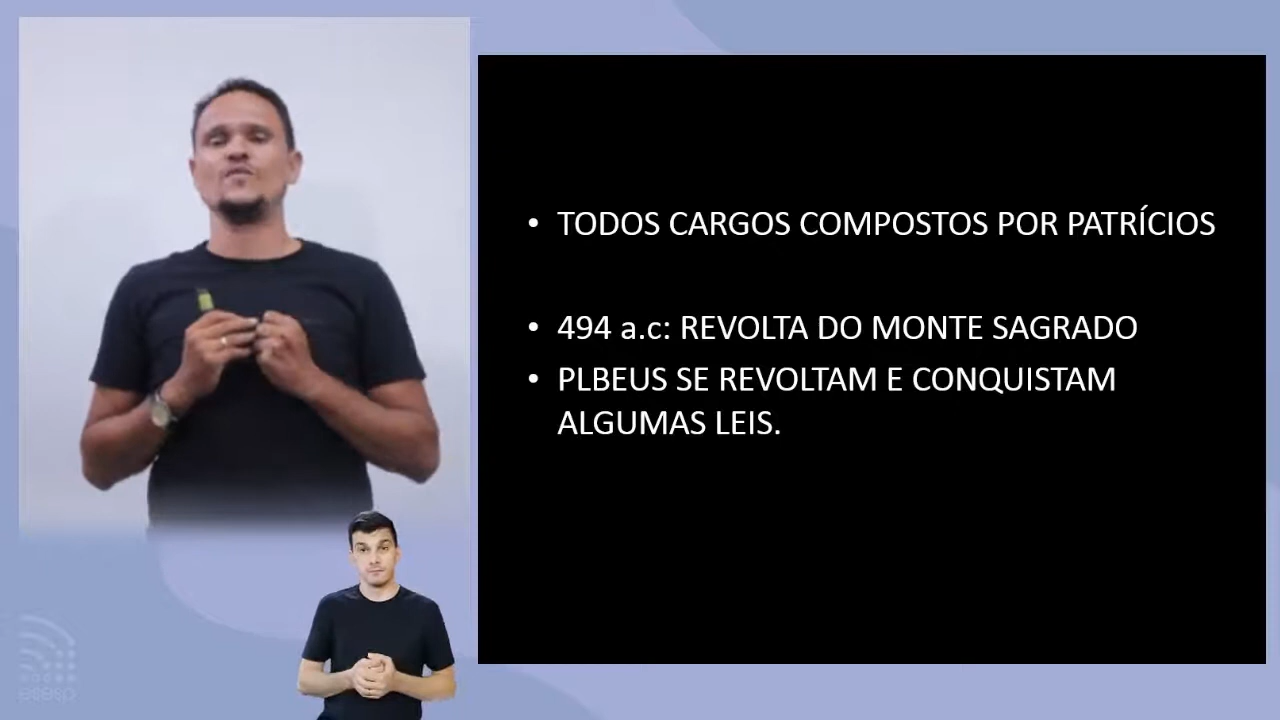 • TODOS CARGOS COMPOSTOS POR PATRÍCIOS
• 494 a.c: REVOLTA DO MONTE SAGRADO
• PLBEUS SE REVOLTAM E CONQUISTAM
ALGUMAS LEIS.